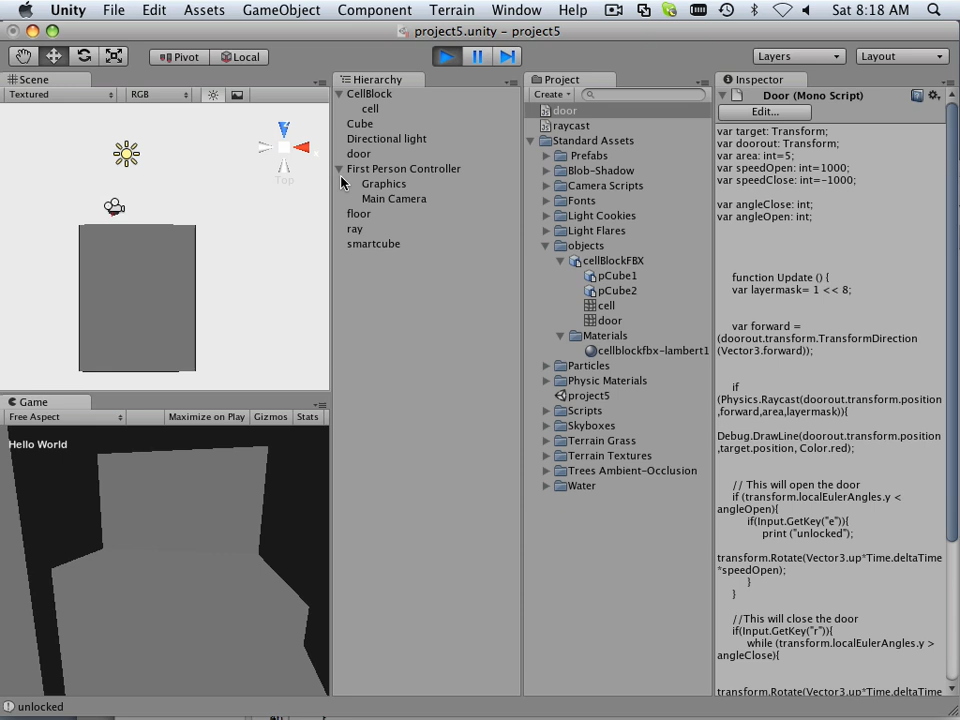 Unity File Edit Assets GameObject Component Terrain Window Help Sat 8:18 AM
project5.unity - project5
Pivot Local Layers Layout
Scene
Textured RGB
Top
Game
Free Aspect Maximize on Play Gizmos Stats
Hello World
Hierarchy
CellBlock
cell
Cube
Directional light
door
First Person Controller
Graphics
Main Camera
floor
ray
smartcube
Project
Create
door
raycast
Standard Assets
Prefabs
Blob-Shadow
Camera Scripts
Fonts
Light Cookies
Light Flares
objects
cellBlockFBX
pCube1
pCube2
cell
door
Materials
cellblockfbx-lambert1
Particles
Physic Materials
project5
Scripts
Skyboxes
Terrain Grass
Terrain Textures
Trees Ambient-Occlusion
Water
Inspector
Door (Mono Script)
Edit...
var target: Transform;
var doorout: Transform;
var area: int=5;
var speedOpen: int=1000;
var speedClose: int=-1000;
var angleClose: int;
var angleOpen: int;
function Update () {
var layermask= 1 << 8;
var forward =
(doorout.transform.TransformDirection
(Vector3.forward));
if
(Physics.Raycast(doorout.transform.position
,forward,area,layermask)){
Debug.DrawLine(doorout.transform.position
,target.position, Color.red);
// This will open the door
if (transform.localEulerAngles.y <
angleOpen){
if(Input.GetKey("e")){
print ("unlocked");
transform.Rotate(Vector3.up*Time.deltaTime
*speedOpen);
}
}
//This will close the door
if(Input.GetKey("r")){
while (transform.localEulerAngles.y >
angleClose){
transform.Rotate(Vector3.up*Time.deltaTime
unlocked